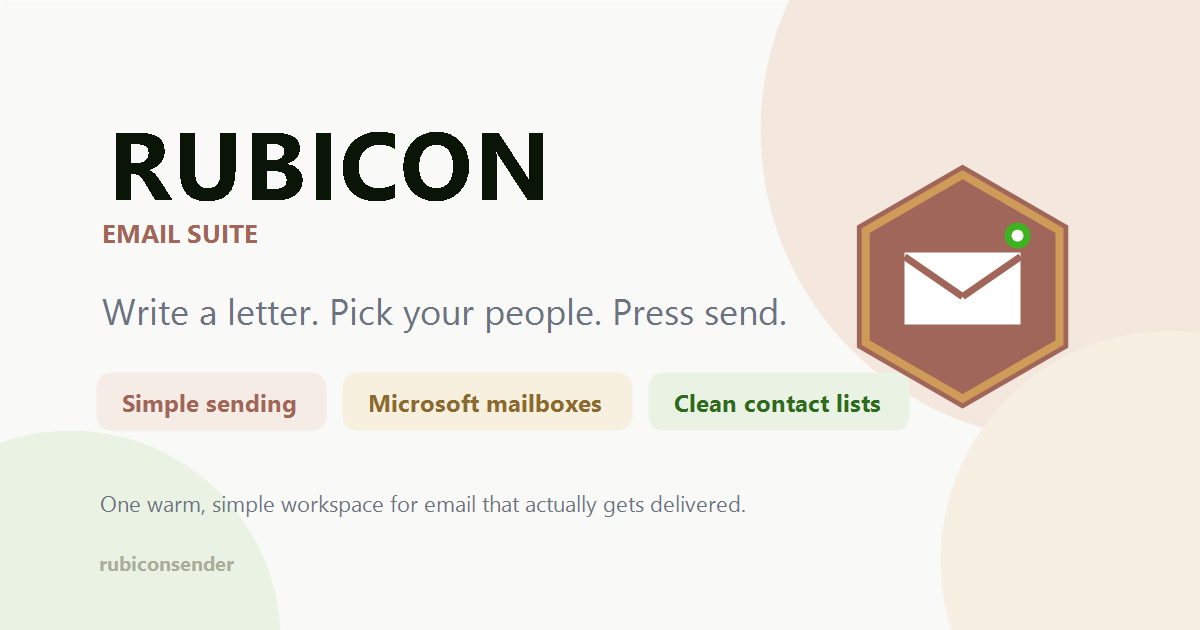 RUBICON
EMAIL SUITE
Write a letter. Pick your people. Press send.
Simple sending
Microsoft mailboxes
Clean contact lists
One warm, simple workspace for email that actually gets delivered.
rubiconsender